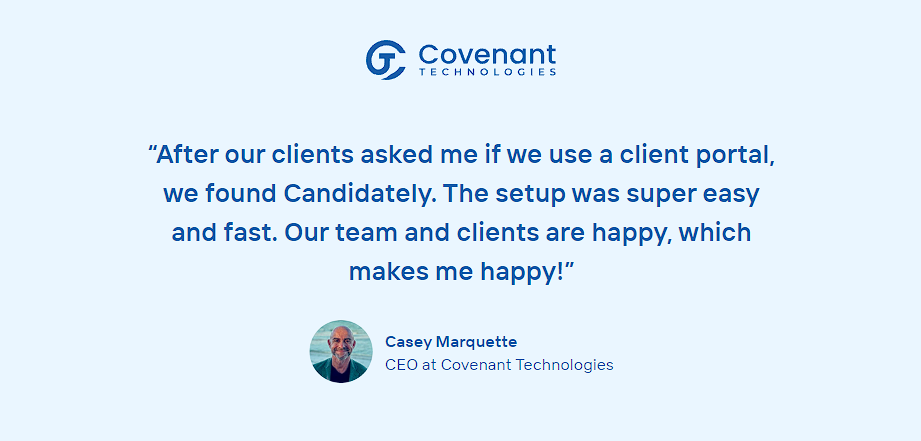 Covenant
TECHNOLOGIES
“After our clients asked me if we use a client portal,
we found Candidately. The setup was super easy
and fast. Our team and clients are happy, which
makes me happy!”
Casey Marquette
CEO at Covenant Technologies